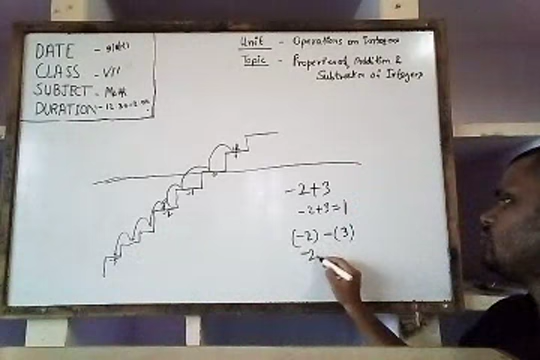 DATE -
CLASS - VII
SUBJECT - Math
DURATION -
Unit - Operations on Integers
Topic - Properties of Addition &
Subtraction of Integers
-2+3
-2+3=1
(-2)-(3)
-2